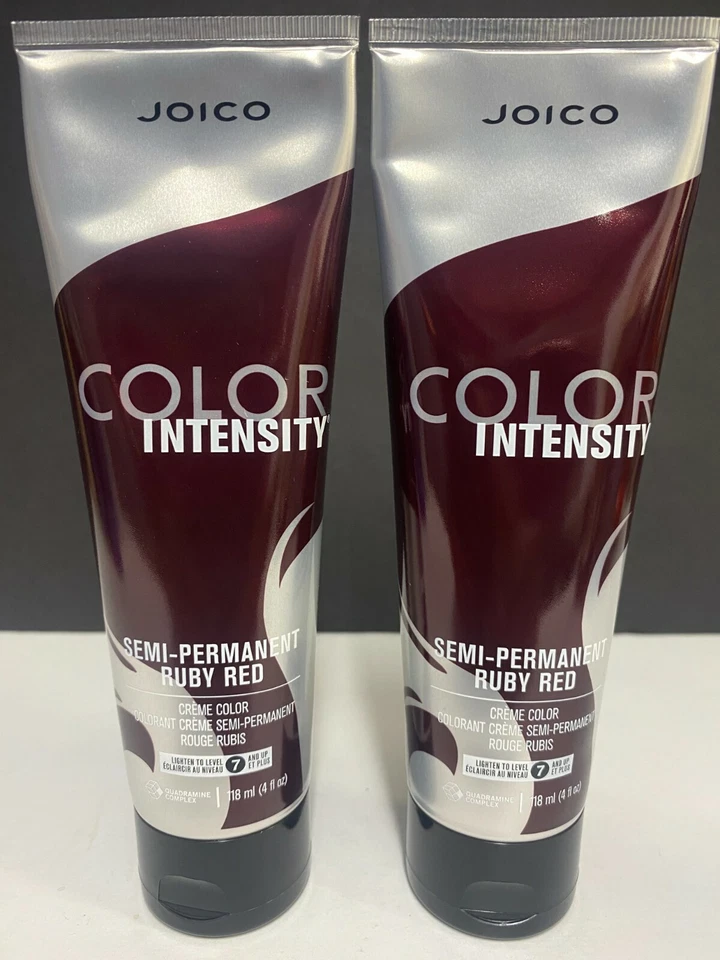 JOICO
COLOR
INTENSITY
SEMI-PERMANENT
RUBY RED
CRÈME COLOR
COLORANT CRÈME SEMI-PERMANENT
ROUGE RUBIS
LIGHTEN TO LEVEL 7 AND UP
ÉCLAIRCIR AU NIVEAU ET PLUS
QUADRAMINE
COMPLEX
118 ml (4 fl oz)
JOICO
COLOR
INTENSITY
SEMI-PERMANENT
RUBY RED
CRÈME COLOR
COLORANT CRÈME SEMI-PERMANENT
ROUGE RUBIS
LIGHTEN TO LEVEL 7 AND UP
ÉCLAIRCIR AU NIVEAU ET PLUS
QUADRAMINE
COMPLEX
118 ml (4 fl oz)